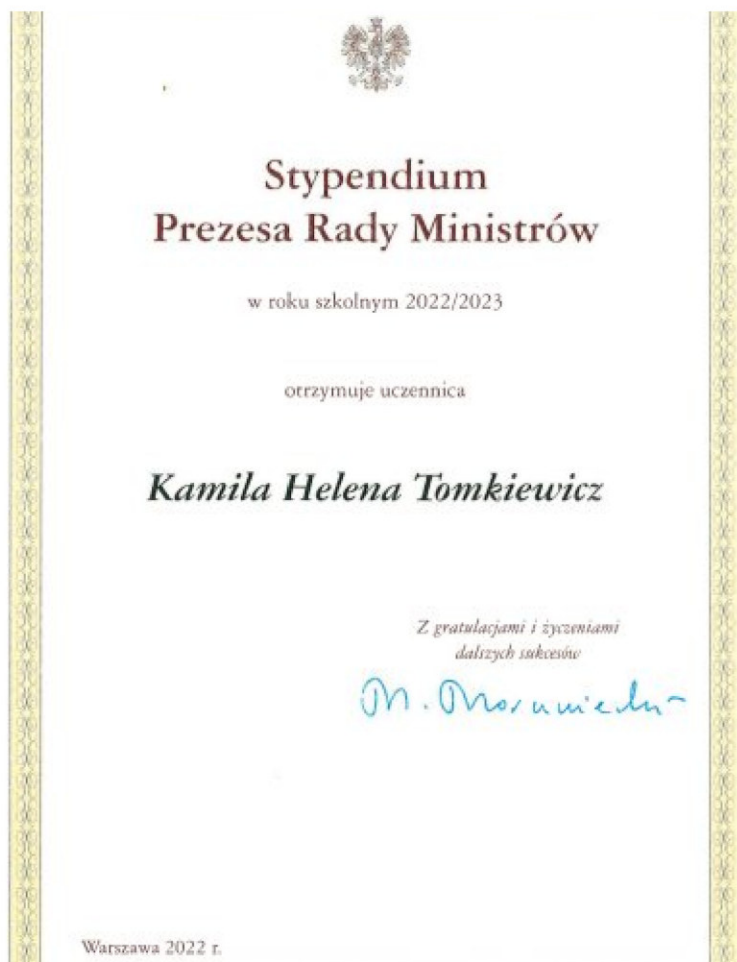 Stypendium
Prezesa Rady Ministrów
w roku szkolnym 2022/2023
otrzymuje uczennica
Kamila Helena Tomkiewicz
Z gratulacjami i życzeniami
dalszych sukcesów
M. Morawiecki
Warszawa 2022 r.